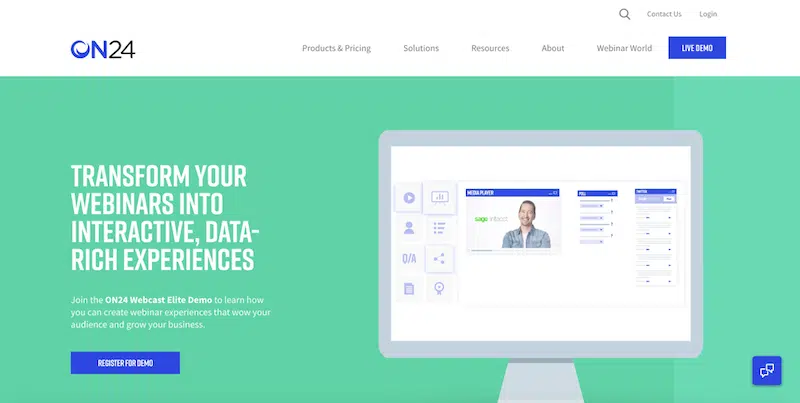 Contact Us Login
ON24
Products & Pricing Solutions Resources About Webinar World LIVE DEMO
TRANSFORM YOUR
WEBINARS INTO
INTERACTIVE, DATA-
RICH EXPERIENCES
Join the ON24 Webcast Elite Demo to learn how
you can create webinar experiences that wow your
audience and grow your business.
REGISTER FOR DEMO
MEDIA PLAYER
sage Intacct
POLL
TWITTER
Q/A